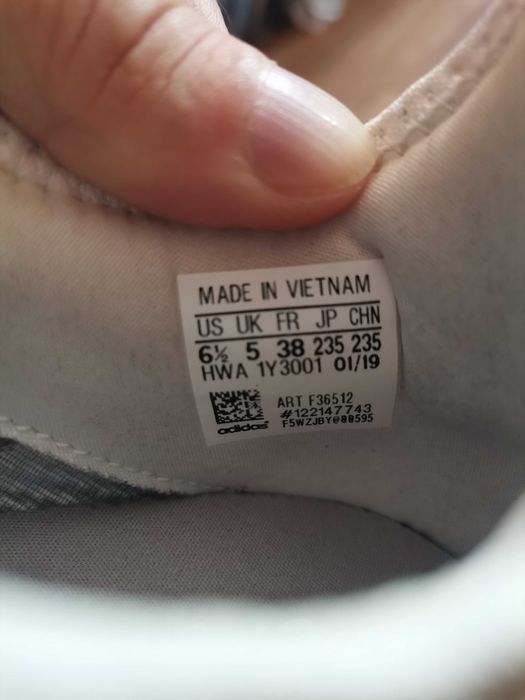 MADE IN VIETNAM
US UK FR JP CHN
6½ 5 38 235 235
HWA 1Y3001 01/19
ART F36512
#122147743
F5WZJBY@88595
adidas